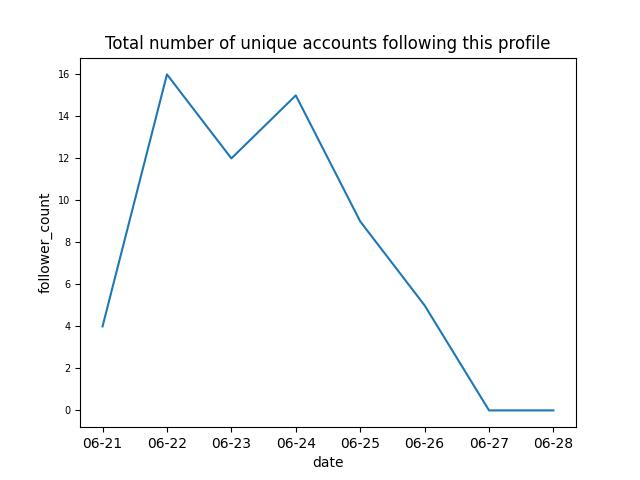 Total number of unique accounts following this profile
16
14
12
10
8
6
4
2
0
follower_count
06-21 06-22 06-23 06-24 06-25 06-26 06-27 06-28
date